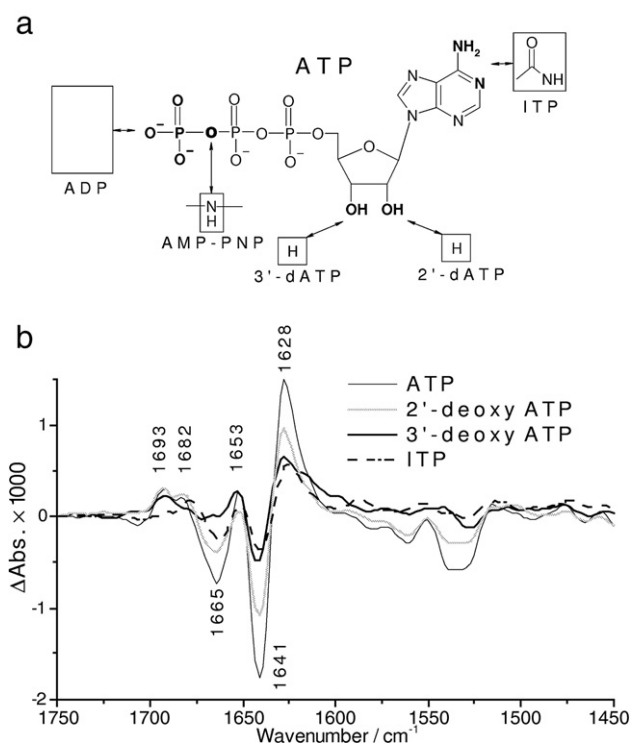 a
ATP
NH2
N
N
N
N
O
NH
ITP
O
O
O
O⁻
P
O
P
O
P
O
O⁻
O⁻
O⁻
O
ADP
N
H
AMP-PNP
OH
OH
H
3'-dATP
H
2'-dATP
b
1628
1693
1682
1653
ATP
2'-deoxy ATP
3'-deoxy ATP
ITP
1665
1641
ΔAbs. × 1000
1
0
-1
-2
1750
1700
1650
1600
1550
1500
1450
Wavenumber / cm⁻¹